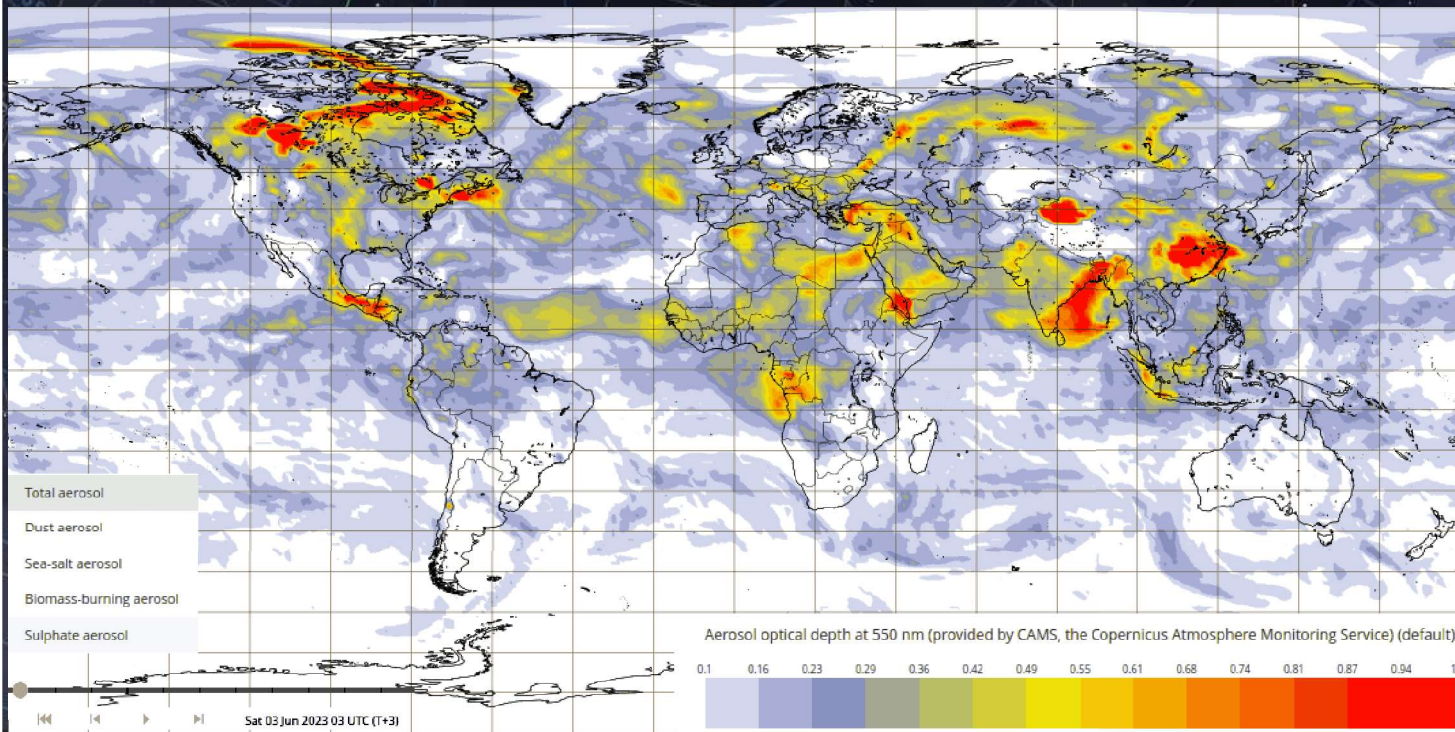 Total aerosol
Dust aerosol
Sea-salt aerosol
Biomass-burning aerosol
Sulphate aerosol
Sat 03 Jun 2023 03 UTC (T+3)
Aerosol optical depth at 550 nm (provided by CAMS, the Copernicus Atmosphere Monitoring Service) (default)
0.1 0.16 0.23 0.29 0.36 0.42 0.49 0.55 0.61 0.68 0.74 0.81 0.87 0.94